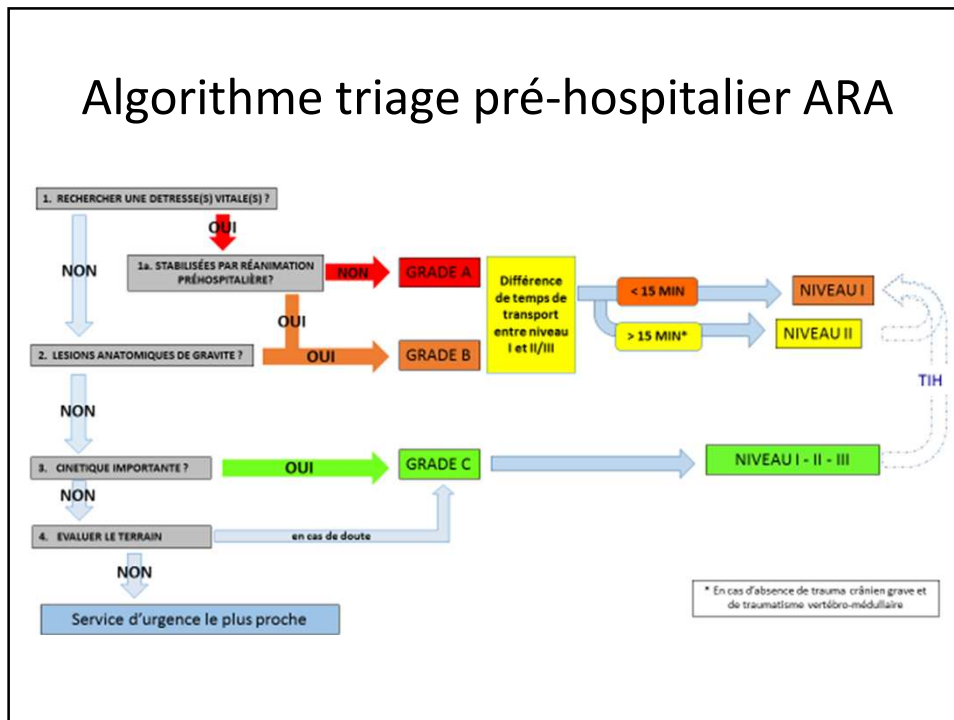 Algorithme triage pré-hospitalier ARA
1. RECHERCHER UNE DETRESSE(S) VITALE(S) ?
OUI
NON
1a. STABILISÉES PAR RÉANIMATION
PRÉHOSPITALIÈRE?
NON
GRADE A
Différence
de temps de
transport
entre niveau
I et II/III
< 15 MIN
NIVEAU I
OUI
> 15 MIN*
NIVEAU II
2. LESIONS ANATOMIQUES DE GRAVITE ?
OUI
GRADE B
TIH
NON
3. CINETIQUE IMPORTANTE ?
OUI
GRADE C
NIVEAU I - II - III
NON
4. EVALUER LE TERRAIN
en cas de doute
NON
Service d'urgence le plus proche
* En cas d'absence de trauma crânien grave et
de traumatisme vertébro-médullaire